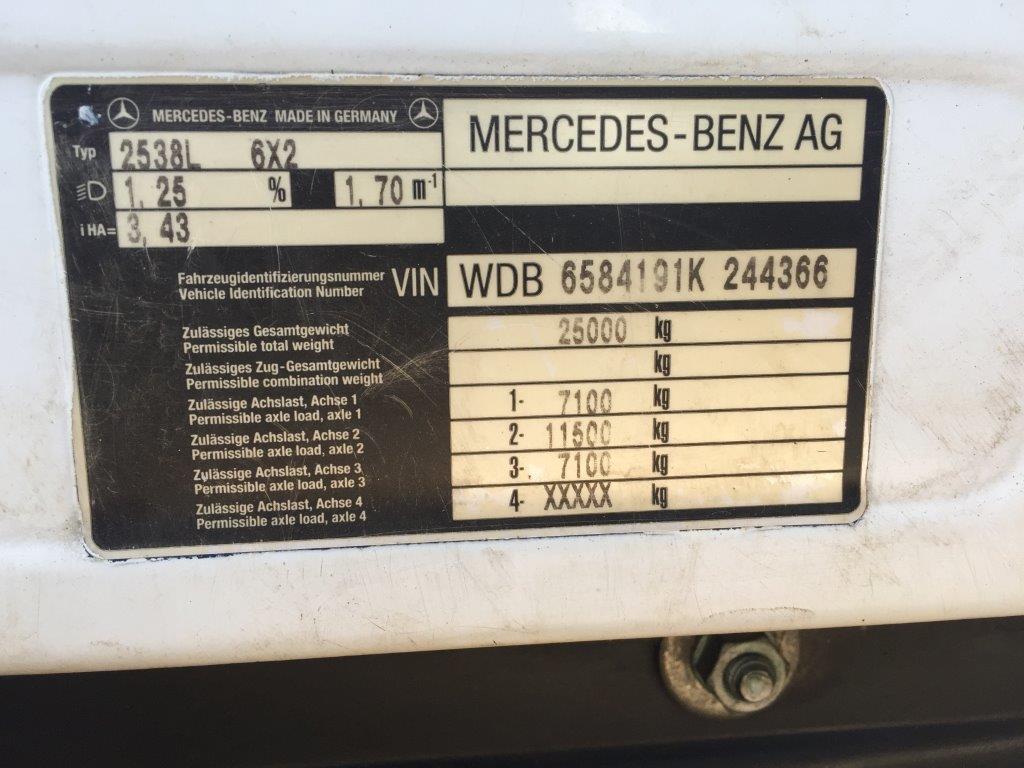 MERCEDES-BENZ MADE IN GERMANY
Typ 2538L 6X2
1,25 % 1,70 m⁻¹
i HA= 3,43
MERCEDES-BENZ AG
Fahrzeugidentifizierungsnummer
Vehicle Identification Number
VIN WDB 6584191K 244366
Zulässiges Gesamtgewicht
Permissible total weight
25000 kg
Zulässiges Zug-Gesamtgewicht
Permissible combination weight
kg
Zulässige Achslast, Achse 1
Permissible axle load, axle 1
1- 7100 kg
Zulässige Achslast, Achse 2
Permissible axle load, axle 2
2- 11500 kg
Zulässige Achslast, Achse 3
Permissible axle load, axle 3
3- 7100 kg
Zulässige Achslast, Achse 4
Permissible axle load, axle 4
4- XXXXX kg